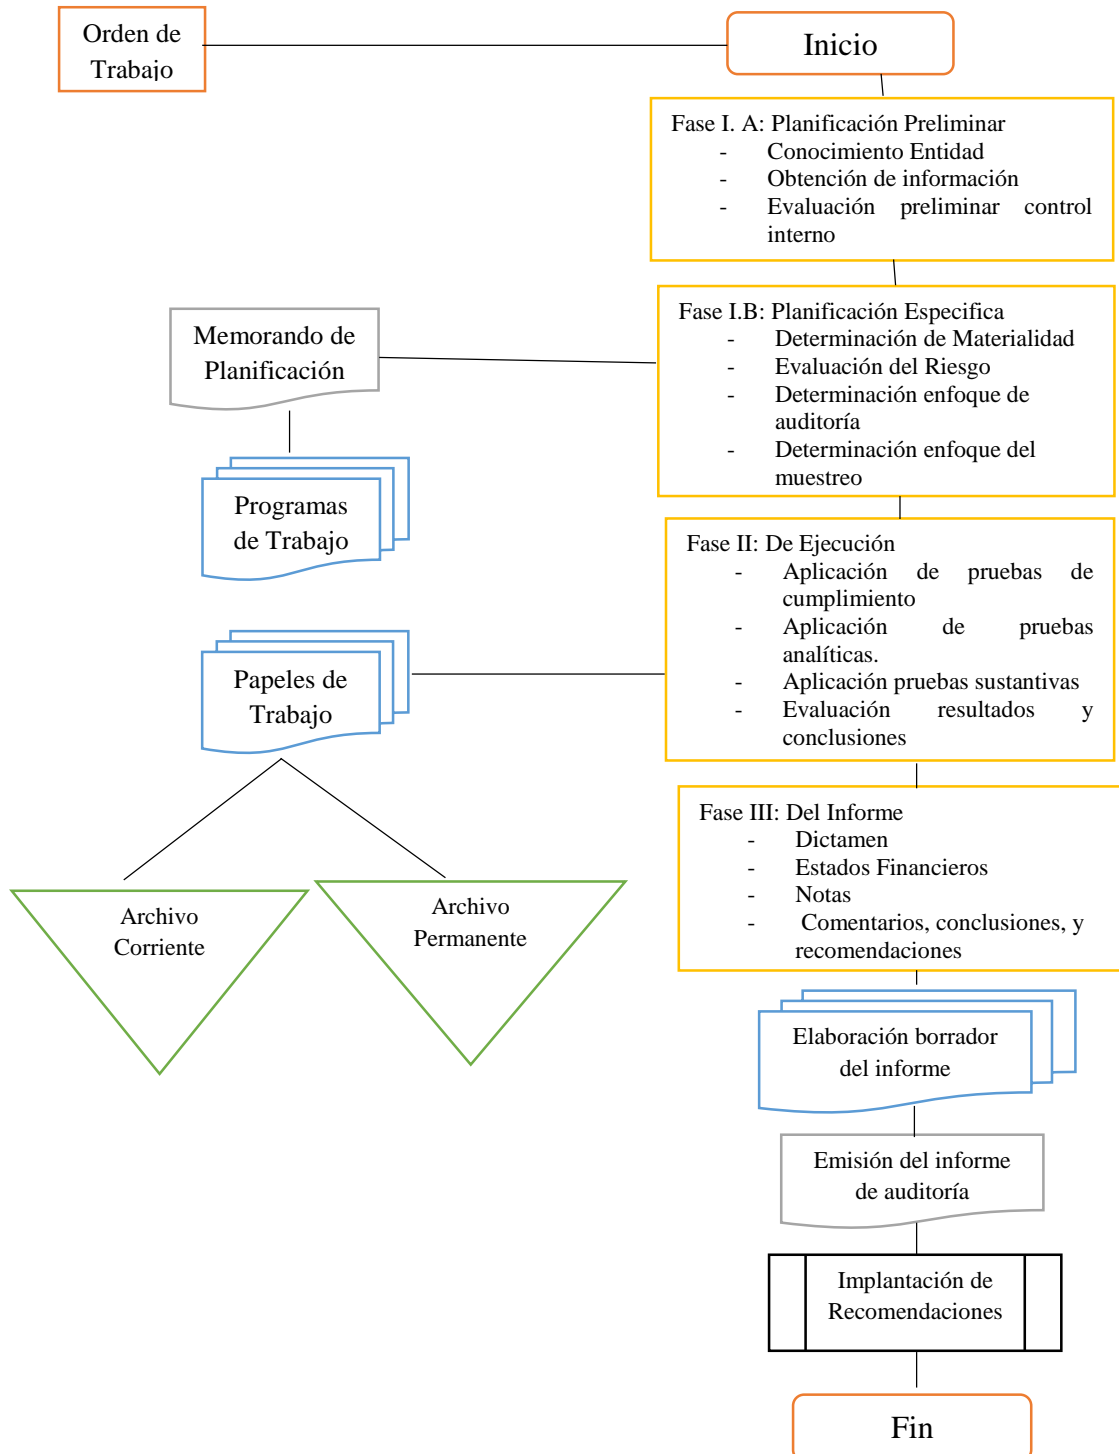 Orden de
Trabajo
Inicio
Fase I. A: Planificación Preliminar
- Conocimiento Entidad
- Obtención de información
- Evaluación preliminar control
interno
Memorando de
Planificación
Fase I.B: Planificación Especifica
- Determinación de Materialidad
- Evaluación del Riesgo
- Determinación enfoque de
auditoría
- Determinación enfoque del
muestreo
Programas
de Trabajo
Fase II: De Ejecución
- Aplicación de pruebas de
cumplimiento
- Aplicación de pruebas
analíticas.
- Aplicación pruebas sustantivas
- Evaluación resultados y
conclusiones
Papeles de
Trabajo
Archivo
Corriente
Archivo
Permanente
Fase III: Del Informe
- Dictamen
- Estados Financieros
- Notas
- Comentarios, conclusiones, y
recomendaciones
Elaboración borrador
del informe
Emisión del informe
de auditoría
Implantación de
Recomendaciones
Fin